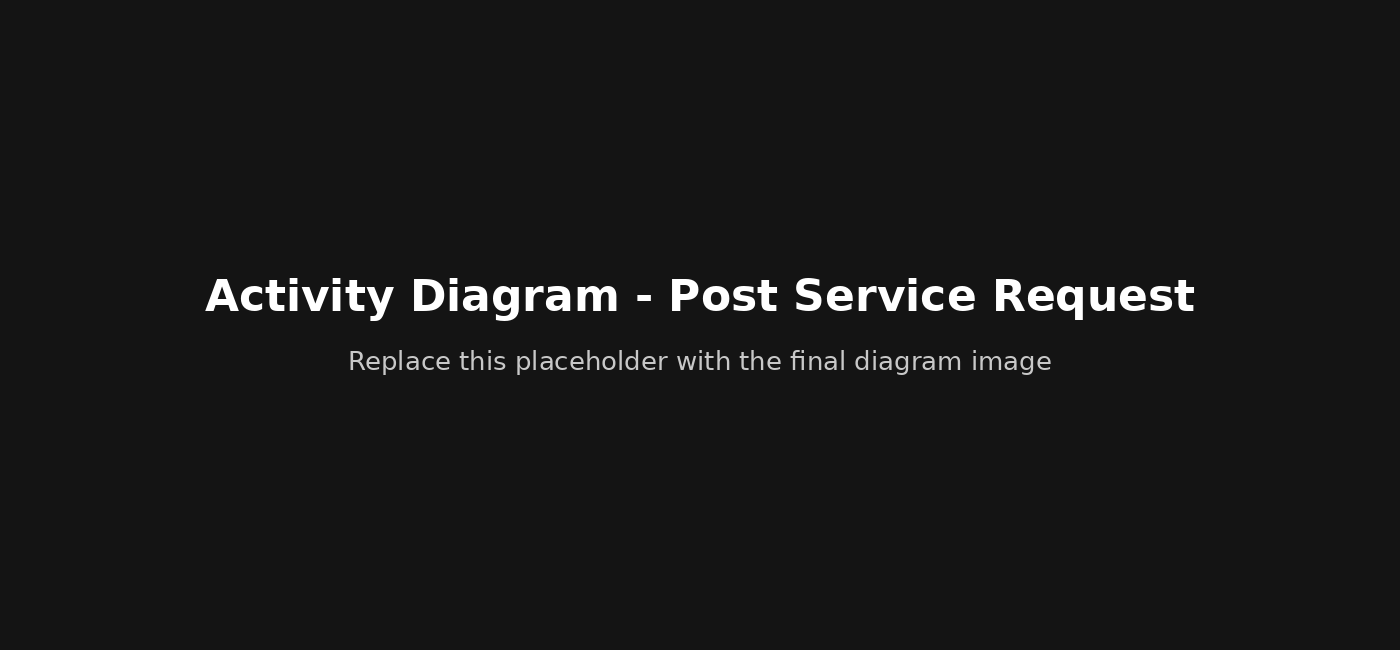 Activity Diagram - Post Service Request
Replace this placeholder with the final diagram image